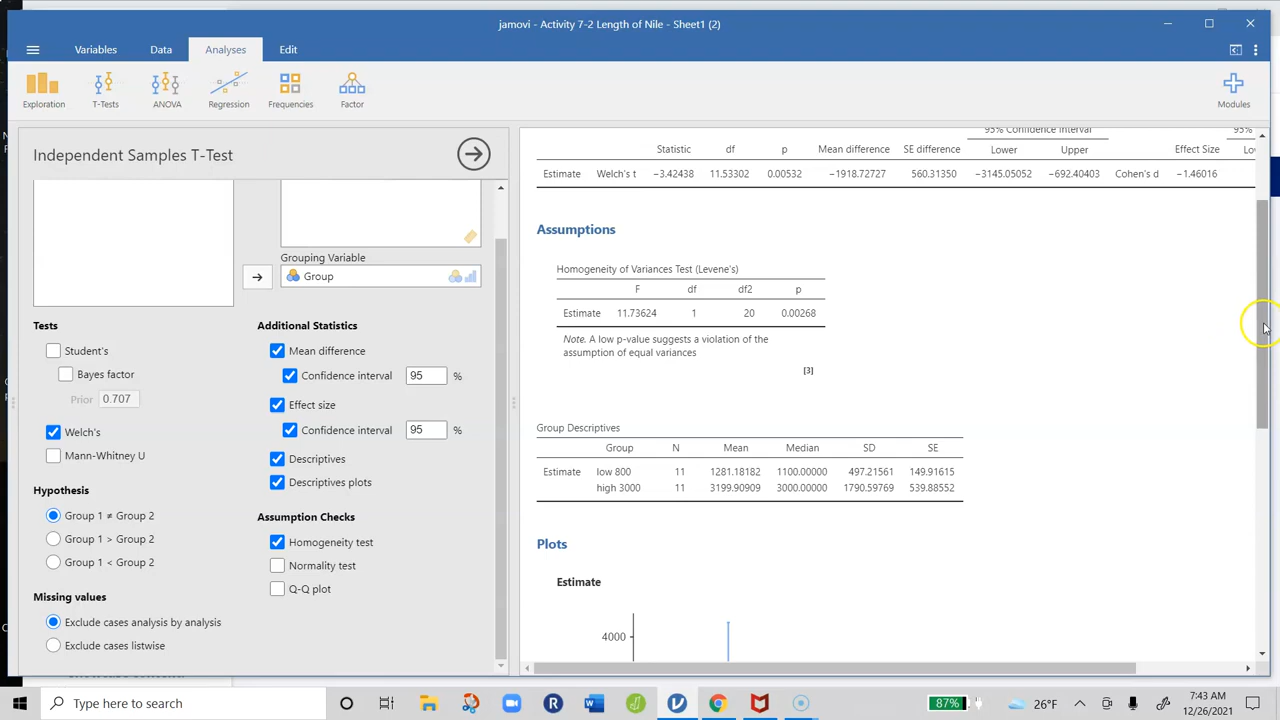 jamovi - Activity 7-2 Length of Nile - Sheet1 (2)
Variables Data Analyses Edit
Exploration T-Tests ANOVA Regression Frequencies Factor Modules
Independent Samples T-Test
Grouping Variable
Group
Tests
Student's
Bayes factor
Prior 0.707
Welch's
Mann-Whitney U
Hypothesis
Group 1 ≠ Group 2
Group 1 > Group 2
Group 1 < Group 2
Missing values
Exclude cases analysis by analysis
Exclude cases listwise
Additional Statistics
Mean difference
Confidence interval 95 %
Effect size
Confidence interval 95 %
Descriptives
Descriptives plots
Assumption Checks
Homogeneity test
Normality test
Q-Q plot
95% Confidence Interval 95%
Statistic df p Mean difference SE difference Lower Upper Effect Size
Estimate Welch's t −3.42438 11.53302 0.00532 −1918.72727 560.31350 −3145.05052 −692.40403 Cohen's d −1.46016
Assumptions
Homogeneity of Variances Test (Levene's)
F df df2 p
Estimate 11.73624 1 20 0.00268
Note. A low p-value suggests a violation of the
assumption of equal variances
[3]
Group Descriptives
Group N Mean Median SD SE
Estimate low 800 11 1281.18182 1100.00000 497.21561 149.91615
high 3000 11 3199.90909 3000.00000 1790.59769 539.88552
Plots
Estimate
4000
Type here to search
87%
26°F
7:43 AM
12/26/2021